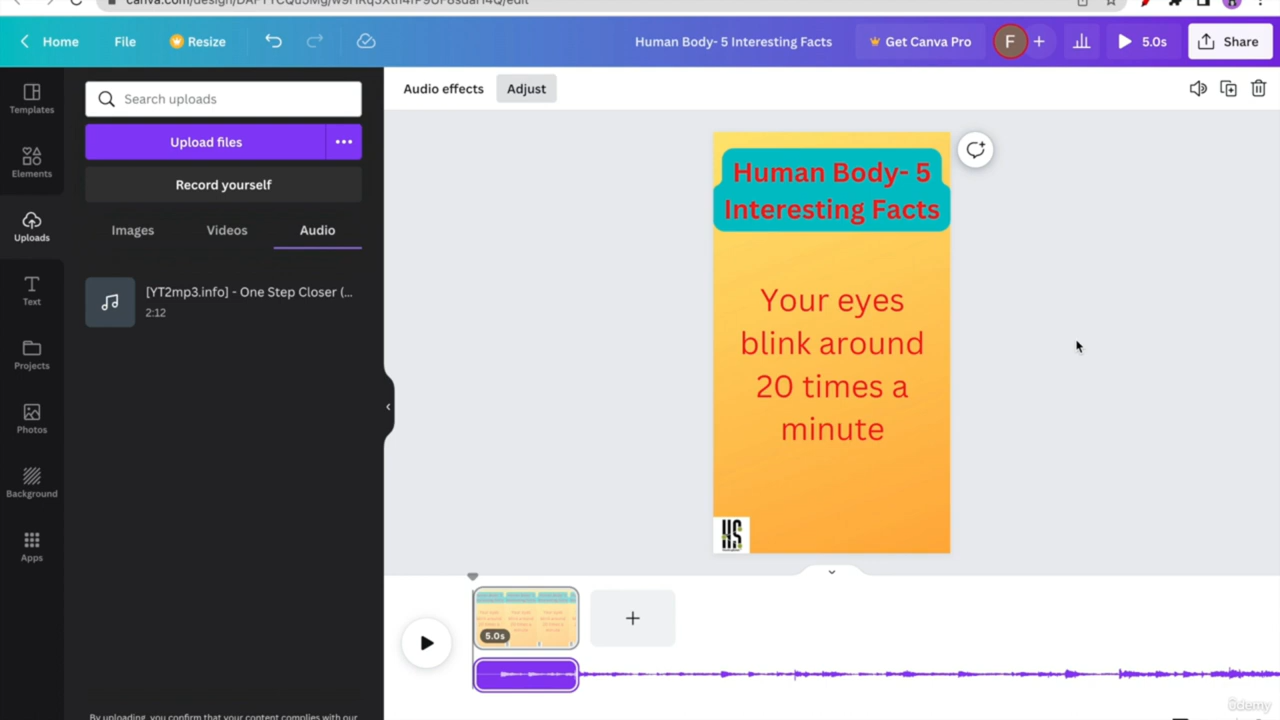 Home
File
Resize
Human Body- 5 Interesting Facts
Get Canva Pro
F
5.0s
Share
Templates
Elements
Uploads
Text
Projects
Photos
Background
Apps
Search uploads
Upload files
Record yourself
Images
Videos
Audio
[YT2mp3.info] - One Step Closer (...
2:12
By uploading, you confirm that your content complies with our
Audio effects
Adjust
Human Body- 5
Interesting Facts
Your eyes
blink around
20 times a
minute
HS
5.0s
ûdemy